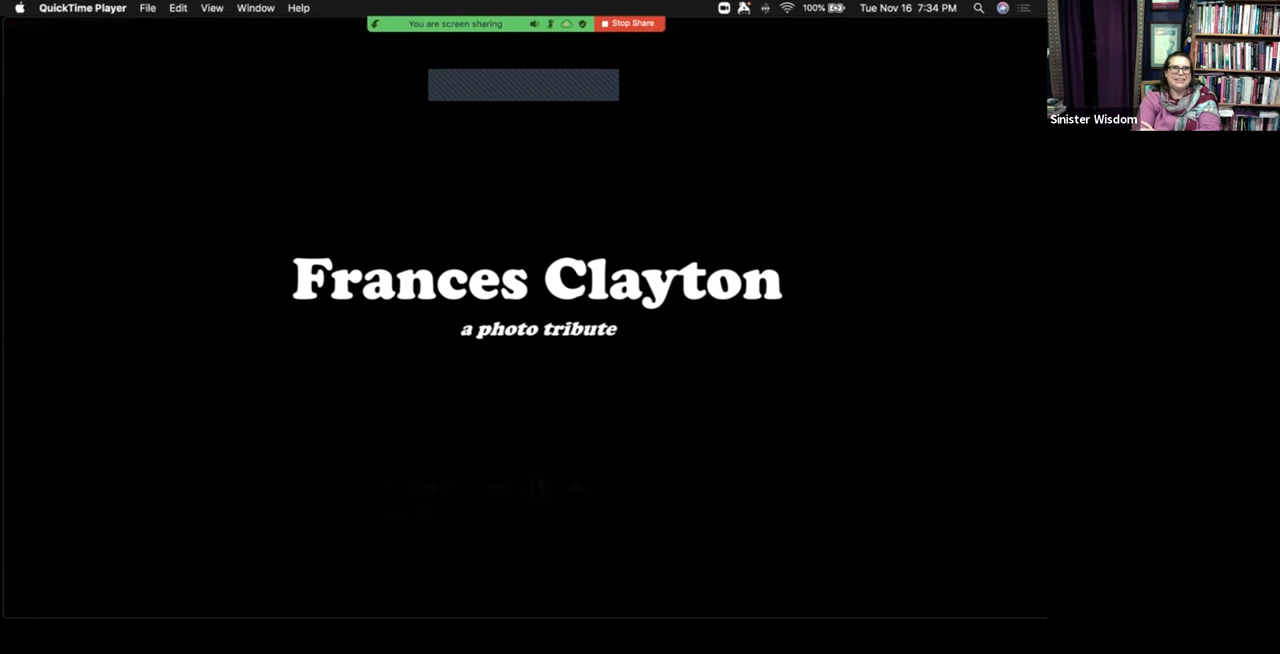 QuickTime Player File Edit View Window Help 100% Tue Nov 16 7:34 PM
You are screen sharing Stop Share
Sinister Wisdom
Frances Clayton
a photo tribute